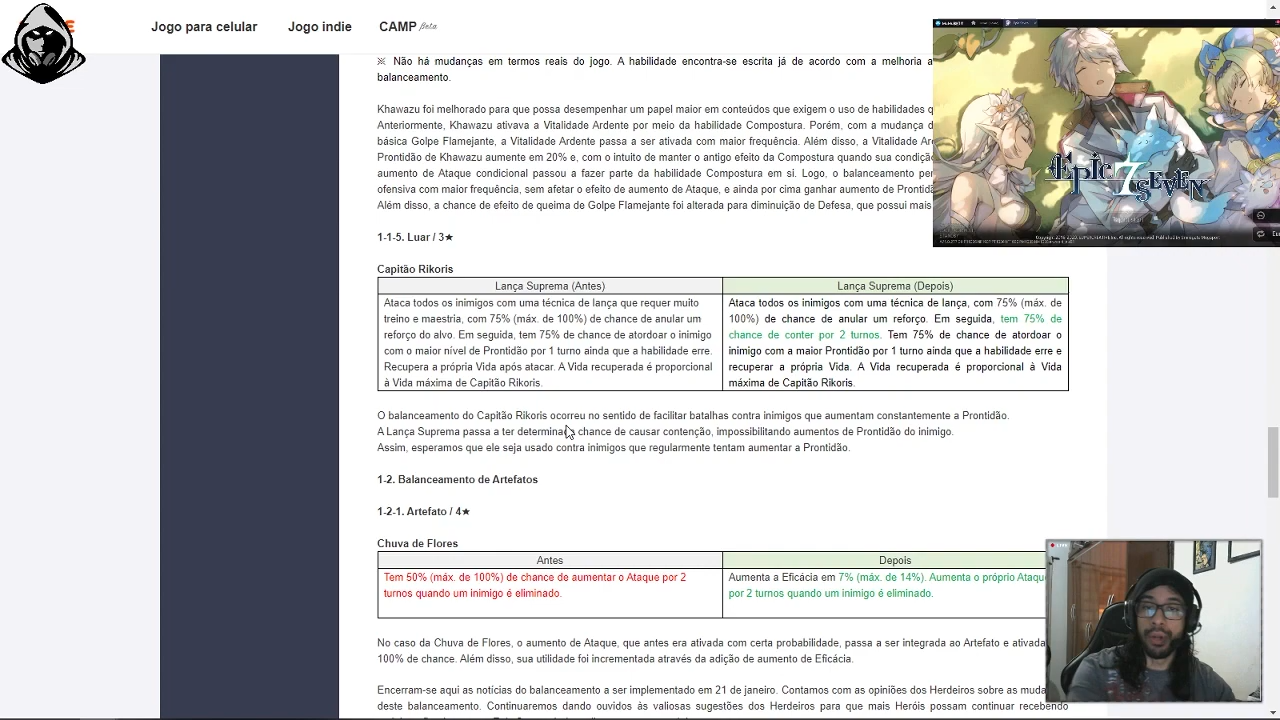 Jogo para celular Jogo indie CAMP Beta
※ Não há mudanças em termos reais do jogo. A habilidade encontra-se escrita já de acordo com a melhoria a
balanceamento.
Khawazu foi melhorado para que possa desempenhar um papel maior em conteúdos que exigem o uso de habilidades q
Anteriormente, Khawazu ativava a Vitalidade Ardente por meio da habilidade Compostura. Porém, com a mudança d
básica Golpe Flamejante, a Vitalidade Ardente passa a ser ativada com maior frequência. Além disso, a Vitalidade Ar
Prontidão de Khawazu aumente em 20% e, com o intuito de manter o antigo efeito da Compostura quando sua condiçã
aumento de Ataque condicional passou a fazer parte da habilidade Compostura em si. Logo, o balanceamento per
ofensiva com maior frequência, sem afetar o efeito de aumento de Ataque, e ainda por cima ganhar aumento de Prontid
Além disso, a chance de efeito de queima de Golpe Flamejante foi alterada para diminuição de Defesa, que possui mais
Epic 7 Seven
1.1-5. Luz / 3★
Capitão Rikoris
Lança Suprema (Antes) Lança Suprema (Depois)
Ataca todos os inimigos com uma técnica de lança que requer muito
treino e maestria, com 75% (máx. de 100%) de chance de anular um
reforço do alvo. Em seguida, tem 75% de chance de atordoar o inimigo
com o maior nível de Prontidão por 1 turno ainda que a habilidade erre.
Recupera a própria Vida após atacar. A Vida recuperada é proporcional
à Vida máxima de Capitão Rikoris.
Ataca todos os inimigos com uma técnica de lança, com 75% (máx. de
100%) de chance de anular um reforço. Em seguida, tem 75% de
chance de conter por 2 turnos. Tem 75% de chance de atordoar o
inimigo com a maior Prontidão por 1 turno ainda que a habilidade erre e
recuperar a própria Vida. A Vida recuperada é proporcional à Vida
máxima de Capitão Rikoris.
O balanceamento do Capitão Rikoris ocorreu no sentido de facilitar batalhas contra inimigos que aumentam constantemente a Prontidão.
A Lança Suprema passa a ter determinada chance de causar contenção, impossibilitando aumentos de Prontidão do inimigo.
Assim, esperamos que ele seja usado contra inimigos que regularmente tentam aumentar a Prontidão.
1-2. Balanceamento de Artefatos
1-2-1. Artefato / 4★
Chuva de Flores
Antes Depois
Tem 50% (máx. de 100%) de chance de aumentar o Ataque por 2
turnos quando um inimigo é eliminado.
Aumenta a Eficácia em 7% (máx. de 14%). Aumenta o próprio Ataqu
por 2 turnos quando um inimigo é eliminado.
No caso da Chuva de Flores, o aumento de Ataque, que antes era ativada com certa probabilidade, passa a ser integrada ao Artefato e ativada
100% de chance. Além disso, sua utilidade foi incrementada através da adição de aumento de Eficácia.
as notícias do balanceamento a ser implementado em 21 de janeiro. Contamos com as opiniões dos Herdeiros sobre as muda
deste balanceamento. Continuaremos dando ouvidos às valiosas sugestões dos Herdeiros para que mais Heróis possam continuar recebendo